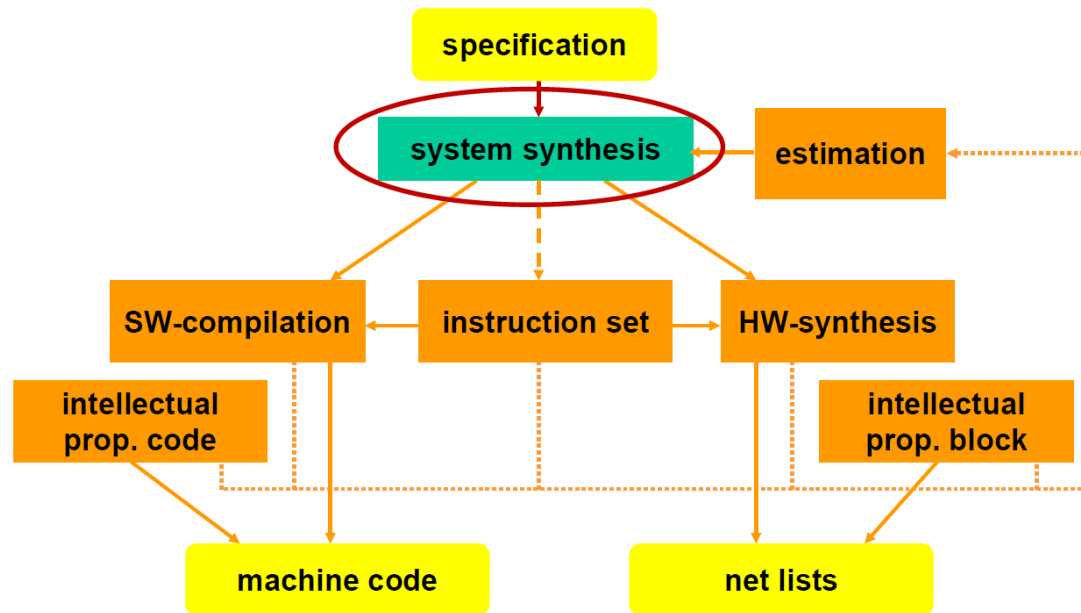 specification
system synthesis
estimation
SW-compilation
instruction set
HW-synthesis
intellectual
prop. code
intellectual
prop. block
machine code
net lists